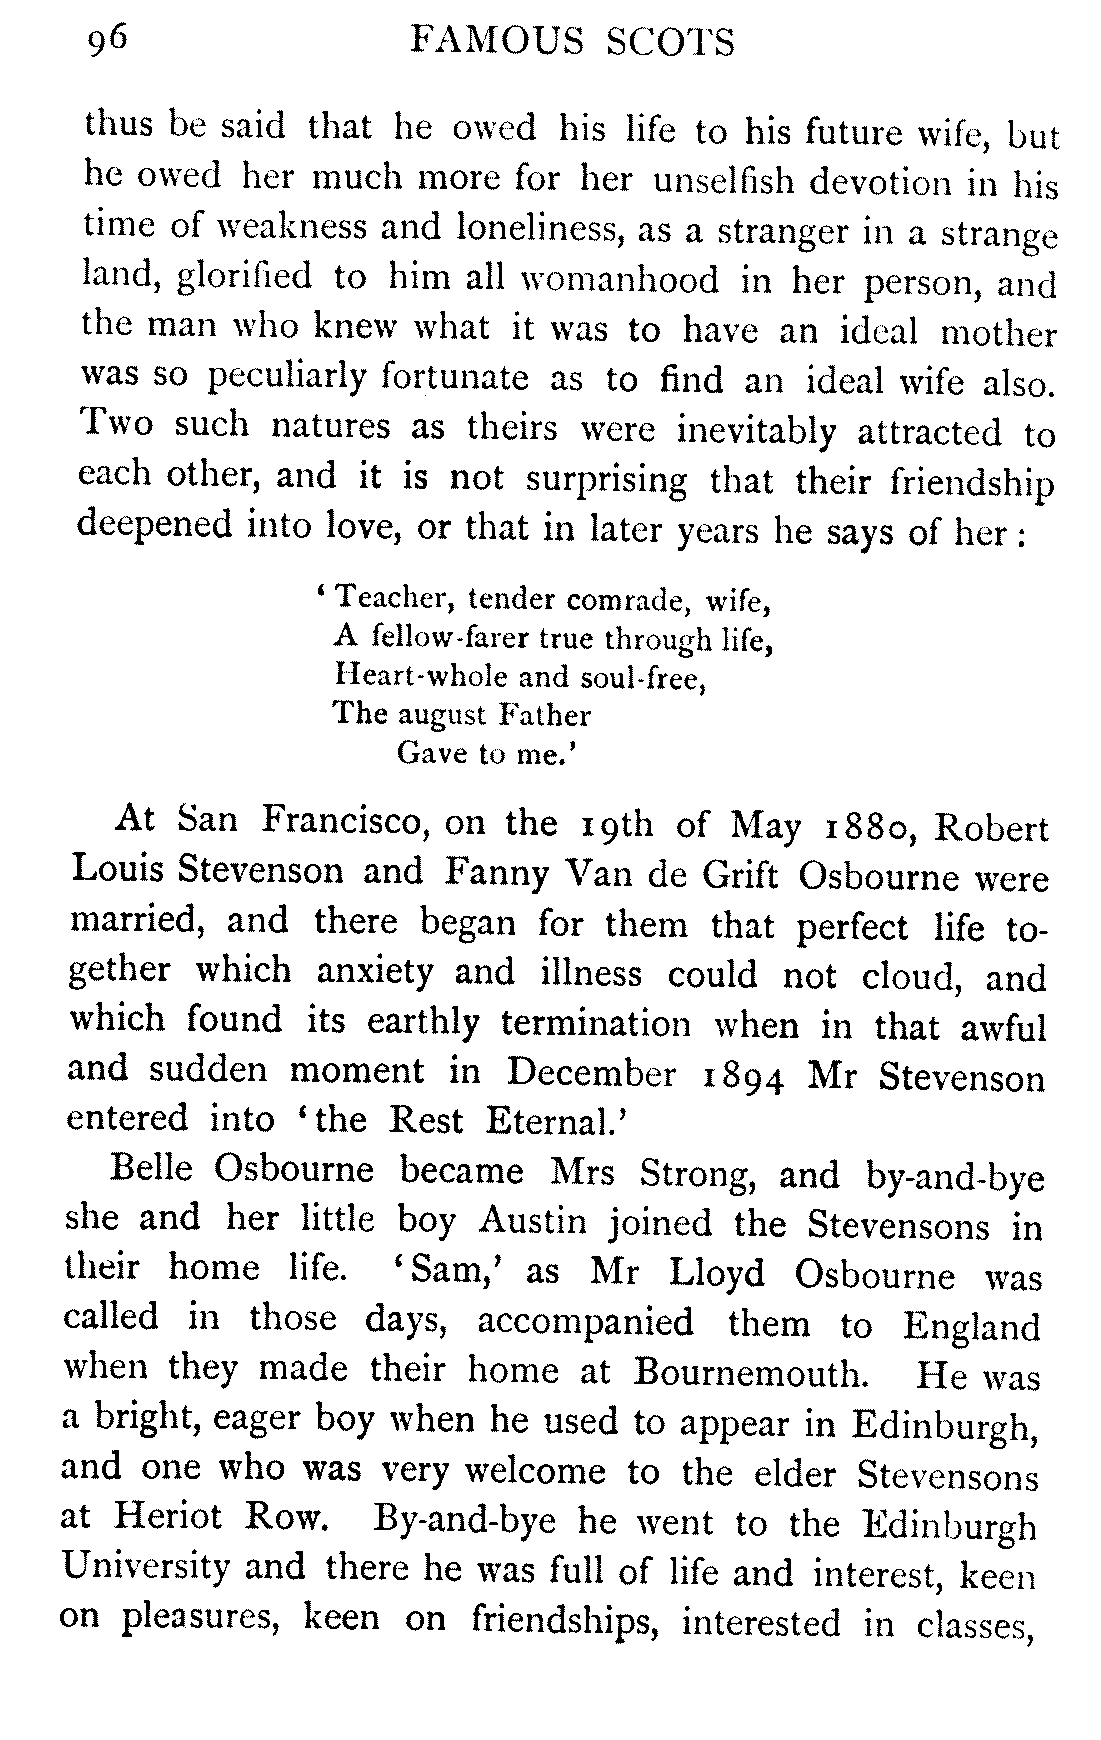 96 FAMOUS SCOTS
thus be said that he owed his life to his future wife, but
he owed her much more for her unselfish devotion in his
time of weakness and loneliness, as a stranger in a strange
land, glorified to him all womanhood in her person, and
the man who knew what it was to have an ideal mother
was so peculiarly fortunate as to find an ideal wife also.
Two such natures as theirs were inevitably attracted to
each other, and it is not surprising that their friendship
deepened into love, or that in later years he says of her :
‘ Teacher, tender comrade, wife,
A fellow-farer true through life,
Heart-whole and soul-free,
The august Father
Gave to me.’
At San Francisco, on the 19th of May 1880, Robert
Louis Stevenson and Fanny Van de Grift Osbourne were
married, and there began for them that perfect life to-
gether which anxiety and illness could not cloud, and
which found its earthly termination when in that awful
and sudden moment in December 1894 Mr Stevenson
entered into ‘the Rest Eternal.’
Belle Osbourne became Mrs Strong, and by-and-bye
she and her little boy Austin joined the Stevensons in
their home life. ‘Sam,’ as Mr Lloyd Osbourne was
called in those days, accompanied them to England
when they made their home at Bournemouth. He was
a bright, eager boy when he used to appear in Edinburgh,
and one who was very welcome to the elder Stevensons
at Heriot Row. By-and-bye he went to the Edinburgh
University and there he was full of life and interest, keen
on pleasures, keen on friendships, interested in classes,